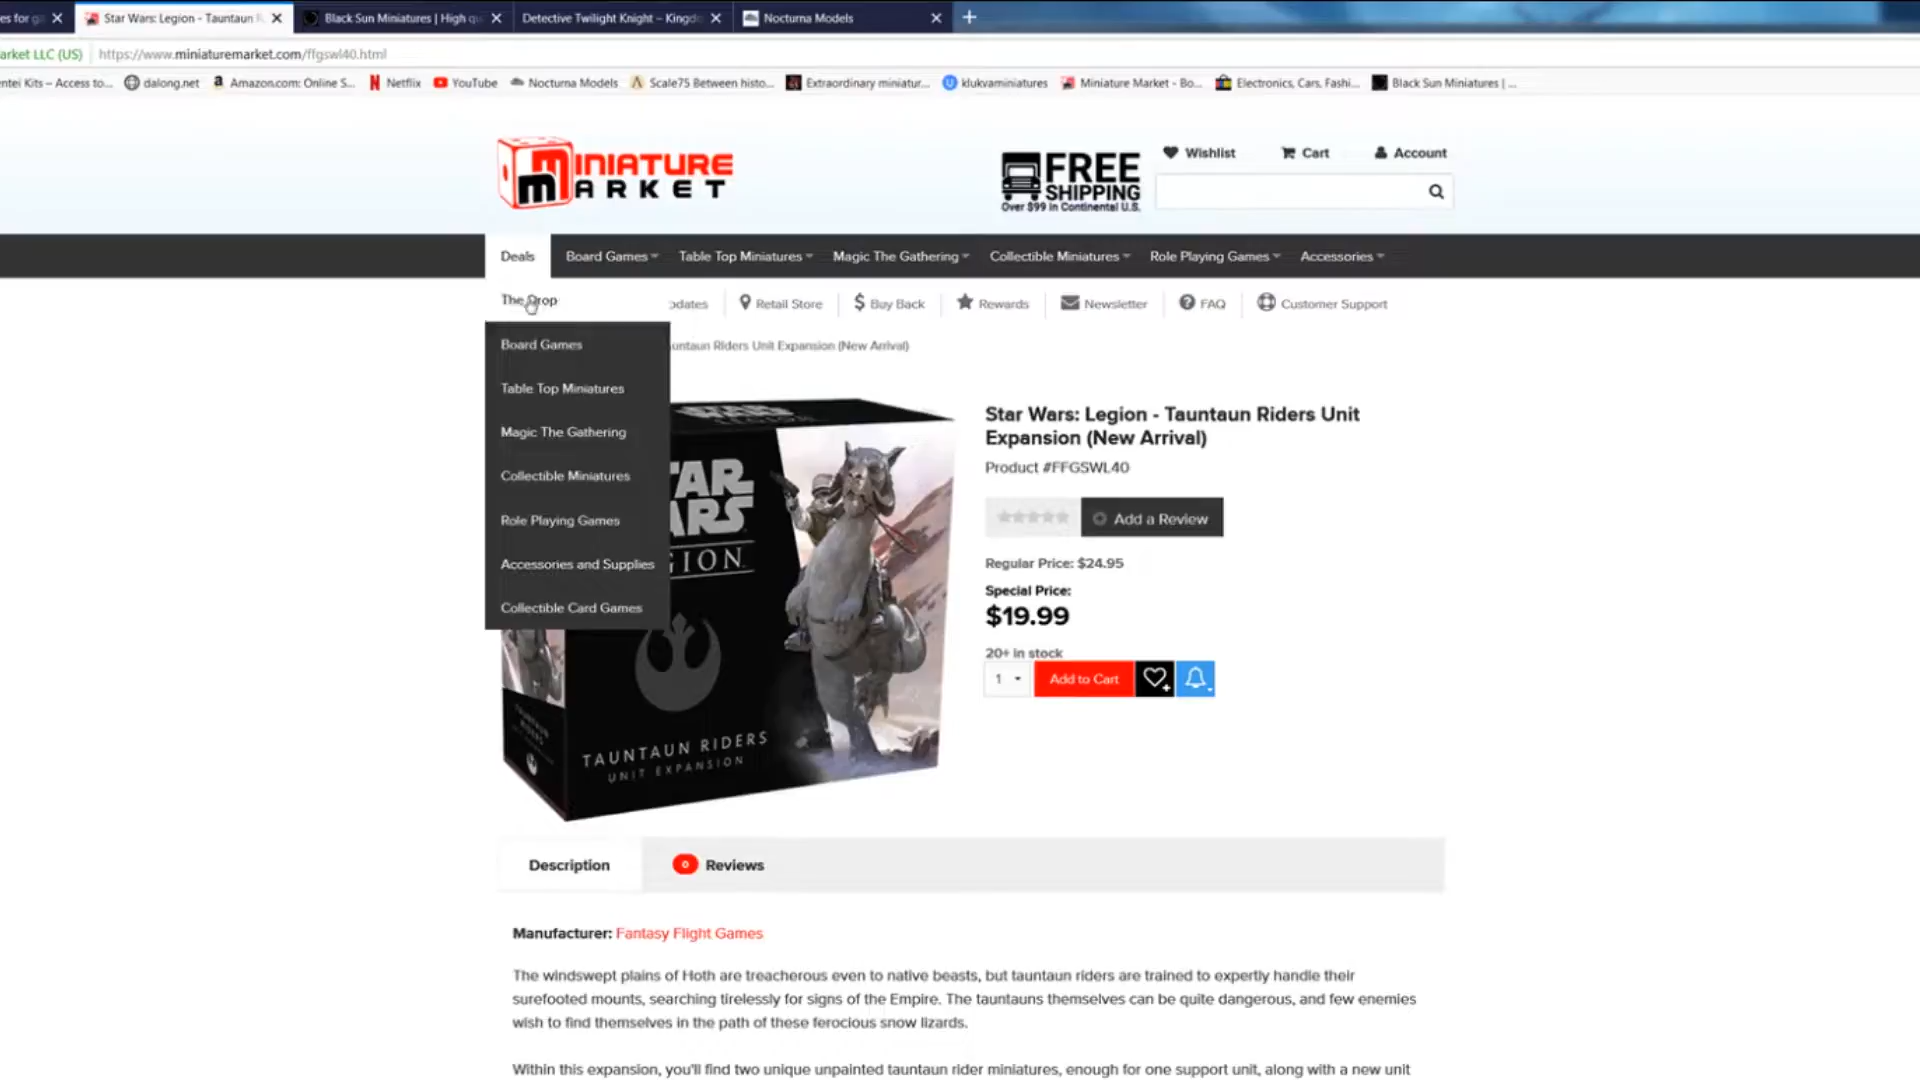 es for g
Star Wars: Legion - Tauntaun R
Black Sun Miniatures | High qu
Detective Twilight Knight – Kingdo
Nocturna Models
arket LLC (US)
https://www.miniaturemarket.com/ffgswl40.html
entei Kits – Access to...
dalong.net
Amazon.com: Online S...
Netflix
YouTube
Nocturna Models
Scale75 Between histo...
Extraordinary miniatur...
klukvaminiatures
Miniature Market - Bo...
Electronics, Cars, Fashi...
Black Sun Miniatures | ...
MINIATURE
MARKET
FREE
SHIPPING
Over $99 in Continental U.S.
Wishlist
Cart
Account
Deals
Board Games
Table Top Miniatures
Magic The Gathering
Collectible Miniatures
Role Playing Games
Accessories
The Drop
pdates
Retail Store
Buy Back
Rewards
Newsletter
FAQ
Customer Support
Board Games
Table Top Miniatures
Magic The Gathering
Collectible Miniatures
Role Playing Games
Accessories and Supplies
Collectible Card Games
untaun Riders Unit Expansion (New Arrival)
TAR
ARS
GION
TAUNTAUN RIDERS
UNIT EXPANSION
Star Wars: Legion - Tauntaun Riders Unit
Expansion (New Arrival)
Product #FFGSWL40
Add a Review
Regular Price: $24.95
Special Price:
$19.99
20+ in stock
1
Add to Cart
Description
0 Reviews
Manufacturer: Fantasy Flight Games
The windswept plains of Hoth are treacherous even to native beasts, but tauntaun riders are trained to expertly handle their
surefooted mounts, searching tirelessly for signs of the Empire. The tauntauns themselves can be quite dangerous, and few enemies
wish to find themselves in the path of these ferocious snow lizards.
Within this expansion, you'll find two unique unpainted tauntaun rider miniatures, enough for one support unit, along with a new unit